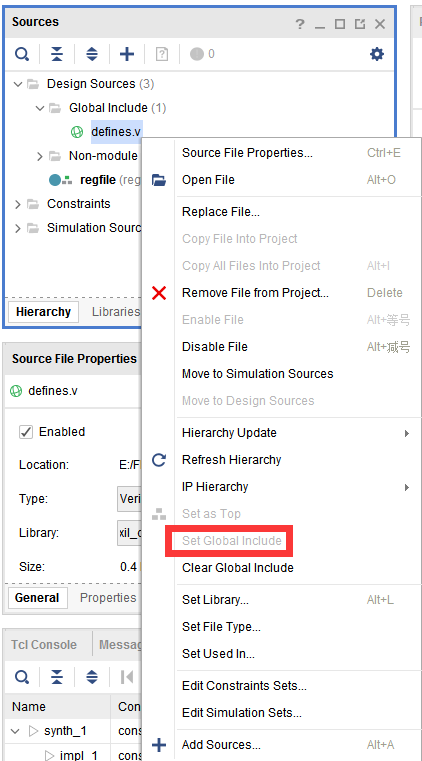 Sources
0
Design Sources (3)
Global Include (1)
defines.v
Non-module
regfile (reg
Constraints
Simulation Sourc
Hierarchy Libraries
Source File Properties
defines.v
Enabled
Location: E:/Fl
Type: Veri
Library: xil_d
Size: 0.4
General Properties
Tcl Console Messag
Name Con
synth_1 cons
impl_1 cons
Source File Properties... Ctrl+E
Open File Alt+O
Replace File...
Copy File Into Project
Copy All Files Into Project Alt+I
Remove File from Project... Delete
Enable File Alt+等号
Disable File Alt+减号
Move to Simulation Sources
Move to Design Sources
Hierarchy Update
Refresh Hierarchy
IP Hierarchy
Set as Top
Set Global Include
Clear Global Include
Set Library... Alt+L
Set File Type...
Set Used In...
Edit Constraints Sets...
Edit Simulation Sets...
Add Sources... Alt+A